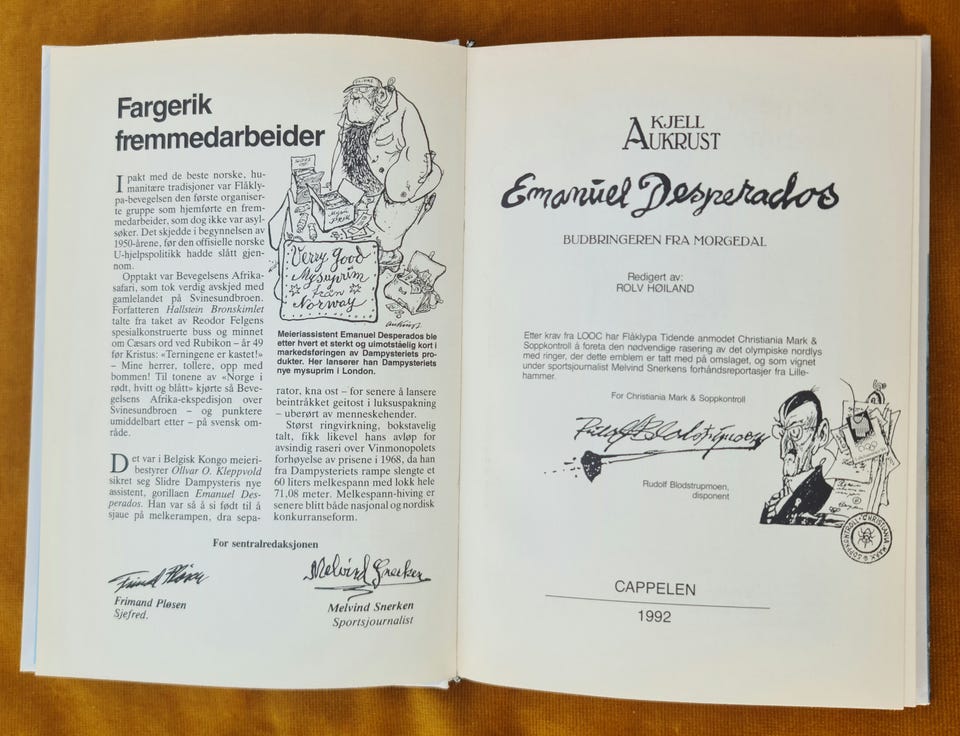 Fargerik
fremmedarbeider
I pakt med de beste norske, hu-
manitære tradisjoner var Flåkly-
pa-bevegelsen den første organiser-
te gruppe som hjemførte en frem-
medarbeider, som dog ikke var asyl-
søker. Det skjedde i begynnelsen av
1950-årene, før den offisielle norske
U-hjelpspolitikk hadde slått gjen-
nom.
Opptakt var Bevegelsens Afrika-
safari, som tok verdig avskjed med
gamlelandet på Svinesundbroen.
Forfatteren Hallstein Bronskimlet
talte fra taket av Reodor Felgens
spesialkonstruerte buss og minnet
om Cæsars ord ved Rubikon – år 49
før Kristus: «Terningene er kastet!»
– Mine herrer, tollere, opp med
bommen! Til tonene av «Norge i
rødt, hvitt og blått» kjørte så Beve-
gelsens Afrika-ekspedisjon over
Svinesundbroen – og punkterte
umiddelbart etter – på svensk om-
råde.
Det var i Belgisk Kongo meieri-
bestyrer Ollvar O. Kleppvold
sikret seg Slidre Dampysteris nye
assistent, gorillaen Emanuel Des-
perados. Han var så å si født til å
sjaue på melkerampen, dra sepa-
Verry good
Mysuprim
från
Norway
Aukrust
Meieriassistent Emanuel Desperados ble
etter hvert et sterkt og uimotståelig kort i
markedsføringen av Dampysteriets pro-
dukter. Her lanserer han Dampysteriets
nye mysuprim i London.
rator, kna ost – for senere å lansere
beintråkket geitost i luksuspakning
– uberørt av menneskehender.
Størst ringvirkning, bokstavelig
talt, fikk likevel hans avløp for
avsindig raseri over Vinmonopolets
forhøyelse av prisene i 1968, da han
fra Dampysteriets rampe slengte et
60 liters melkespann med lokk hele
71,08 meter. Melkespann-hiving er
senere blitt både nasjonal og nordisk
konkurranseform.
For sentralredaksjonen
Frimand Pløsen
Melvind Snerken
Frimand Pløsen
Sjefred.
Melvind Snerken
Sportsjournalist
KJELL
AUKRUST
Emanuel Desperados
BUDBRINGEREN FRA MORGEDAL
Redigert av:
ROLV HØILAND
Etter krav fra LOOC har Flåklypa Tidende anmodet Christiania Mark &
Soppkontroll å foreta den nødvendige rasering av det olympiske nordlys
med ringer, der dette emblem er tatt med på omslaget, og som vignet
under sportsjournalist Melvind Snerkens forhåndsreportasjer fra Lille-
hammer.
For Christiania Mark & Soppkontroll
Rudolf Blodstrupmoen
Rudolf Blodstrupmoen,
disponent
CHRISTIANIA MARK & SOPPKONTROLL
CAPPELEN
1992